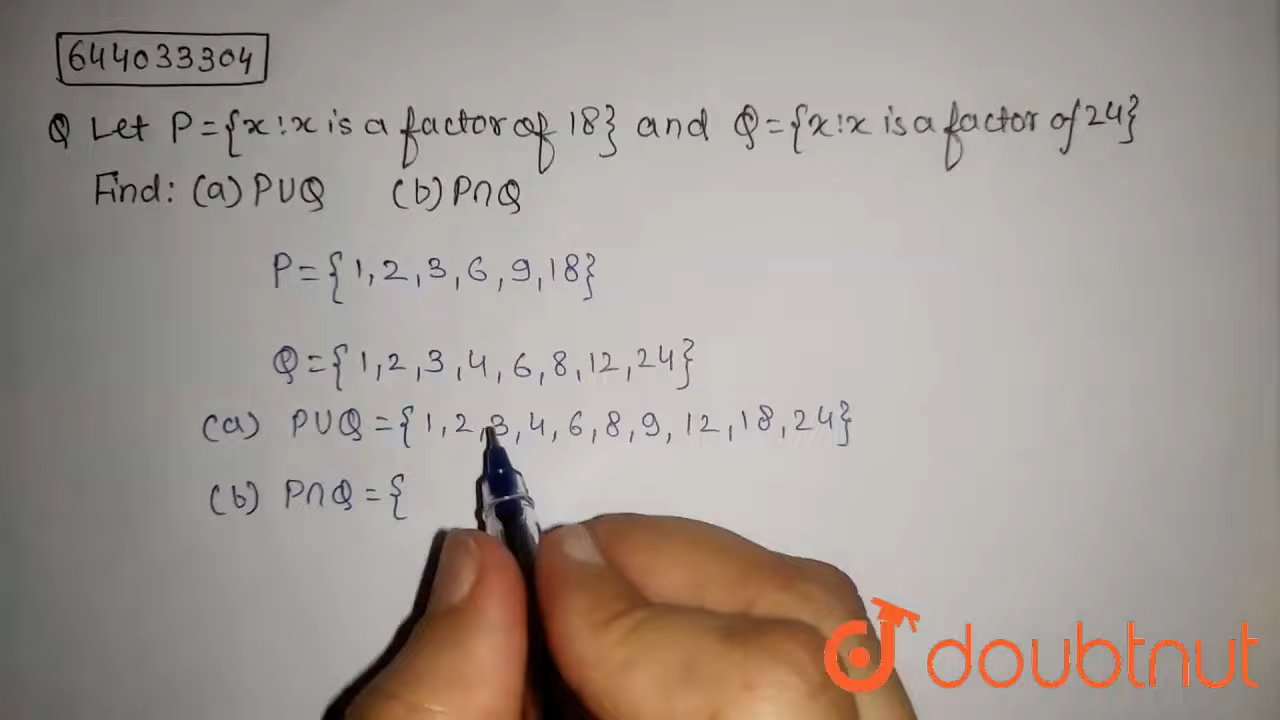 644033304
Q Let P={x:x is a factor of 18} and Q={x:x is a factor of 24}
Find: (a) P∪Q (b) P∩Q
P={1,2,3,6,9,18}
Q={1,2,3,4,6,8,12,24}
(a) P∪Q={1,2,3,4,6,8,9,12,18,24}
(b) P∩Q={
doubtnut